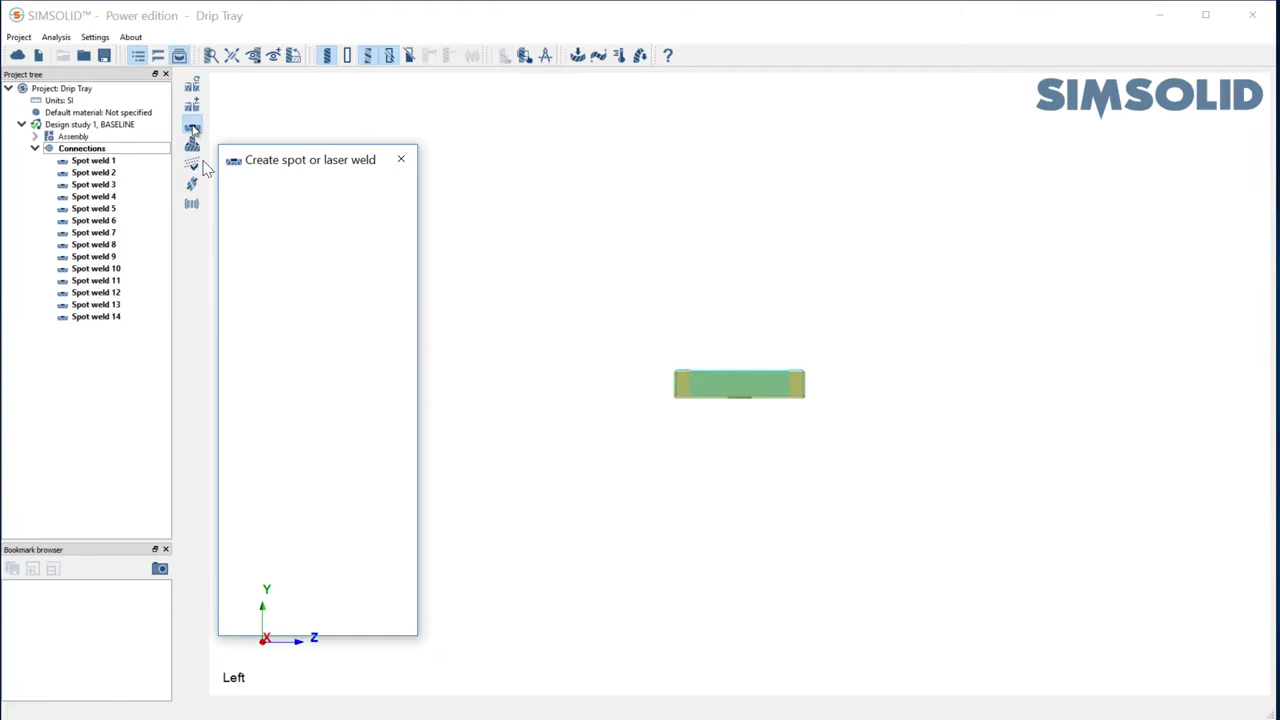 SIMSOLID™ - Power edition - Drip Tray
Project Analysis Settings About
Project tree
Project: Drip Tray
Units: SI
Default material: Not specified
Design study 1, BASELINE
Assembly
Connections
Spot weld 1
Spot weld 2
Spot weld 3
Spot weld 4
Spot weld 5
Spot weld 6
Spot weld 7
Spot weld 8
Spot weld 9
Spot weld 10
Spot weld 11
Spot weld 12
Spot weld 13
Spot weld 14
Bookmark browser
Create spot or laser weld
SIMSOLID
Y
X
Z
Left